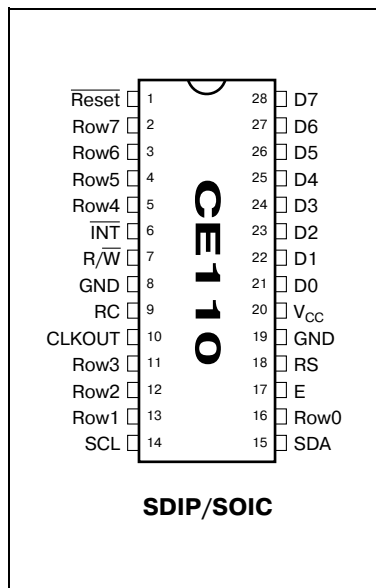 R̅e̅s̅e̅t̅ 1 28 D7
Row7 2 27 D6
Row6 3 26 D5
Row5 4 25 D4
Row4 5 24 D3
I̅N̅T̅ 6 23 D2
R/W̅ 7 22 D1
GND 8 21 D0
RC 9 20 VCC
CLKOUT 10 19 GND
Row3 11 18 RS
Row2 12 17 E
Row1 13 16 Row0
SCL 14 15 SDA
CE110
SDIP/SOIC